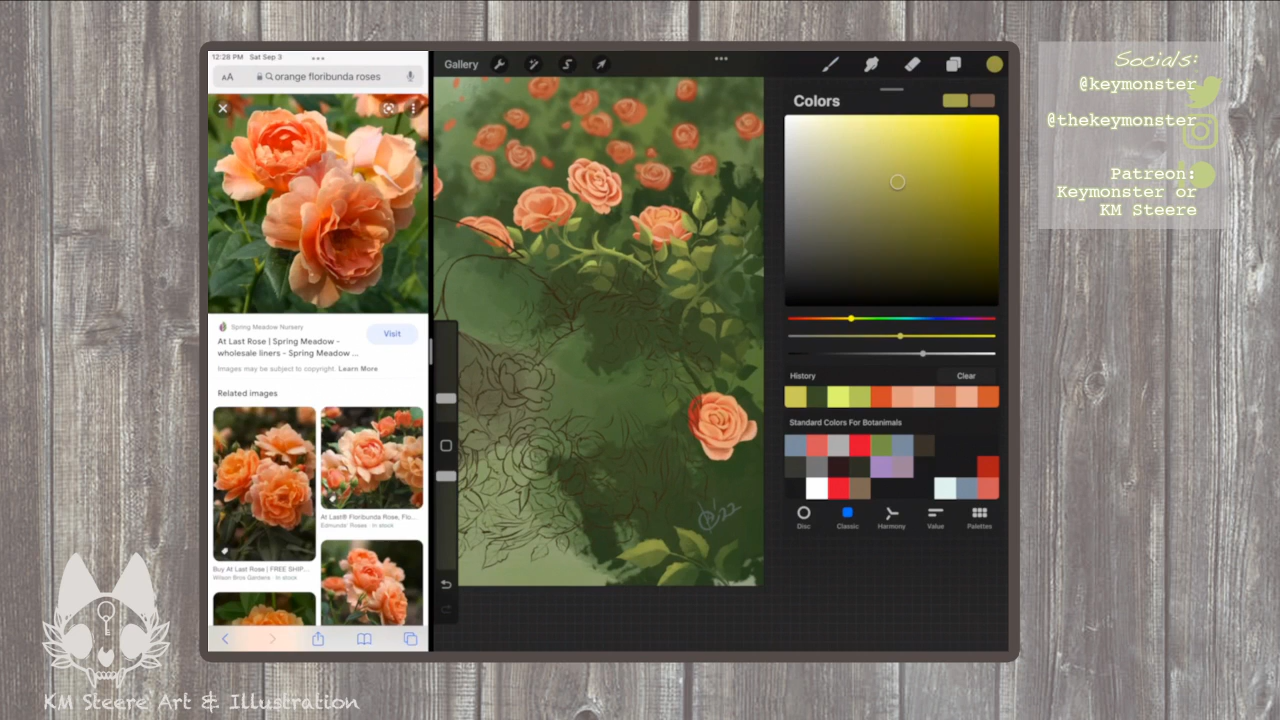 12:28 PM Sat Sep 3
AA orange floribunda roses
Spring Meadow Nursery
At Last Rose | Spring Meadow -
wholesale liners - Spring Meadow ...
Visit
Images may be subject to copyright. Learn More
Related images
At Last® Floribunda Rose, Flo...
Edmunds' Roses · In stock
Buy At Last Rose | FREE SHIP...
Wilson Bros Gardens · In stock
Gallery
22
Colors
History
Clear
Standard Colors For Botanimals
Disc
Classic
Harmony
Value
Palettes
Socials:
@keymonster
@thekeymonster
Patreon:
Keymonster or
KM Steere
KM Steere Art & Illustration